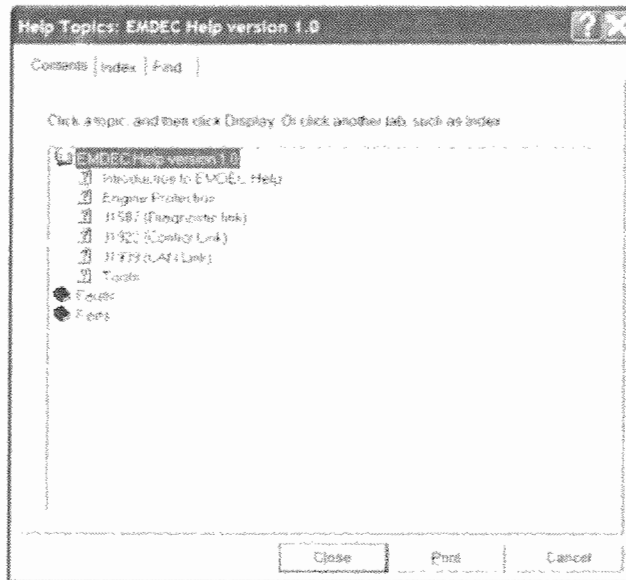 Help Topics: EMDEC Help version 1.0
Contents Index Find
Click a topic, and then click Display. Or click another tab, such as Index
EMDEC Help version 1.0
Introduction to EMDEC Help
Engine Protection
J1587 (Diagnostic link)
J1922 (Control Link)
J1939 (CAN Link)
Tools
Faults
Close Print Cancel